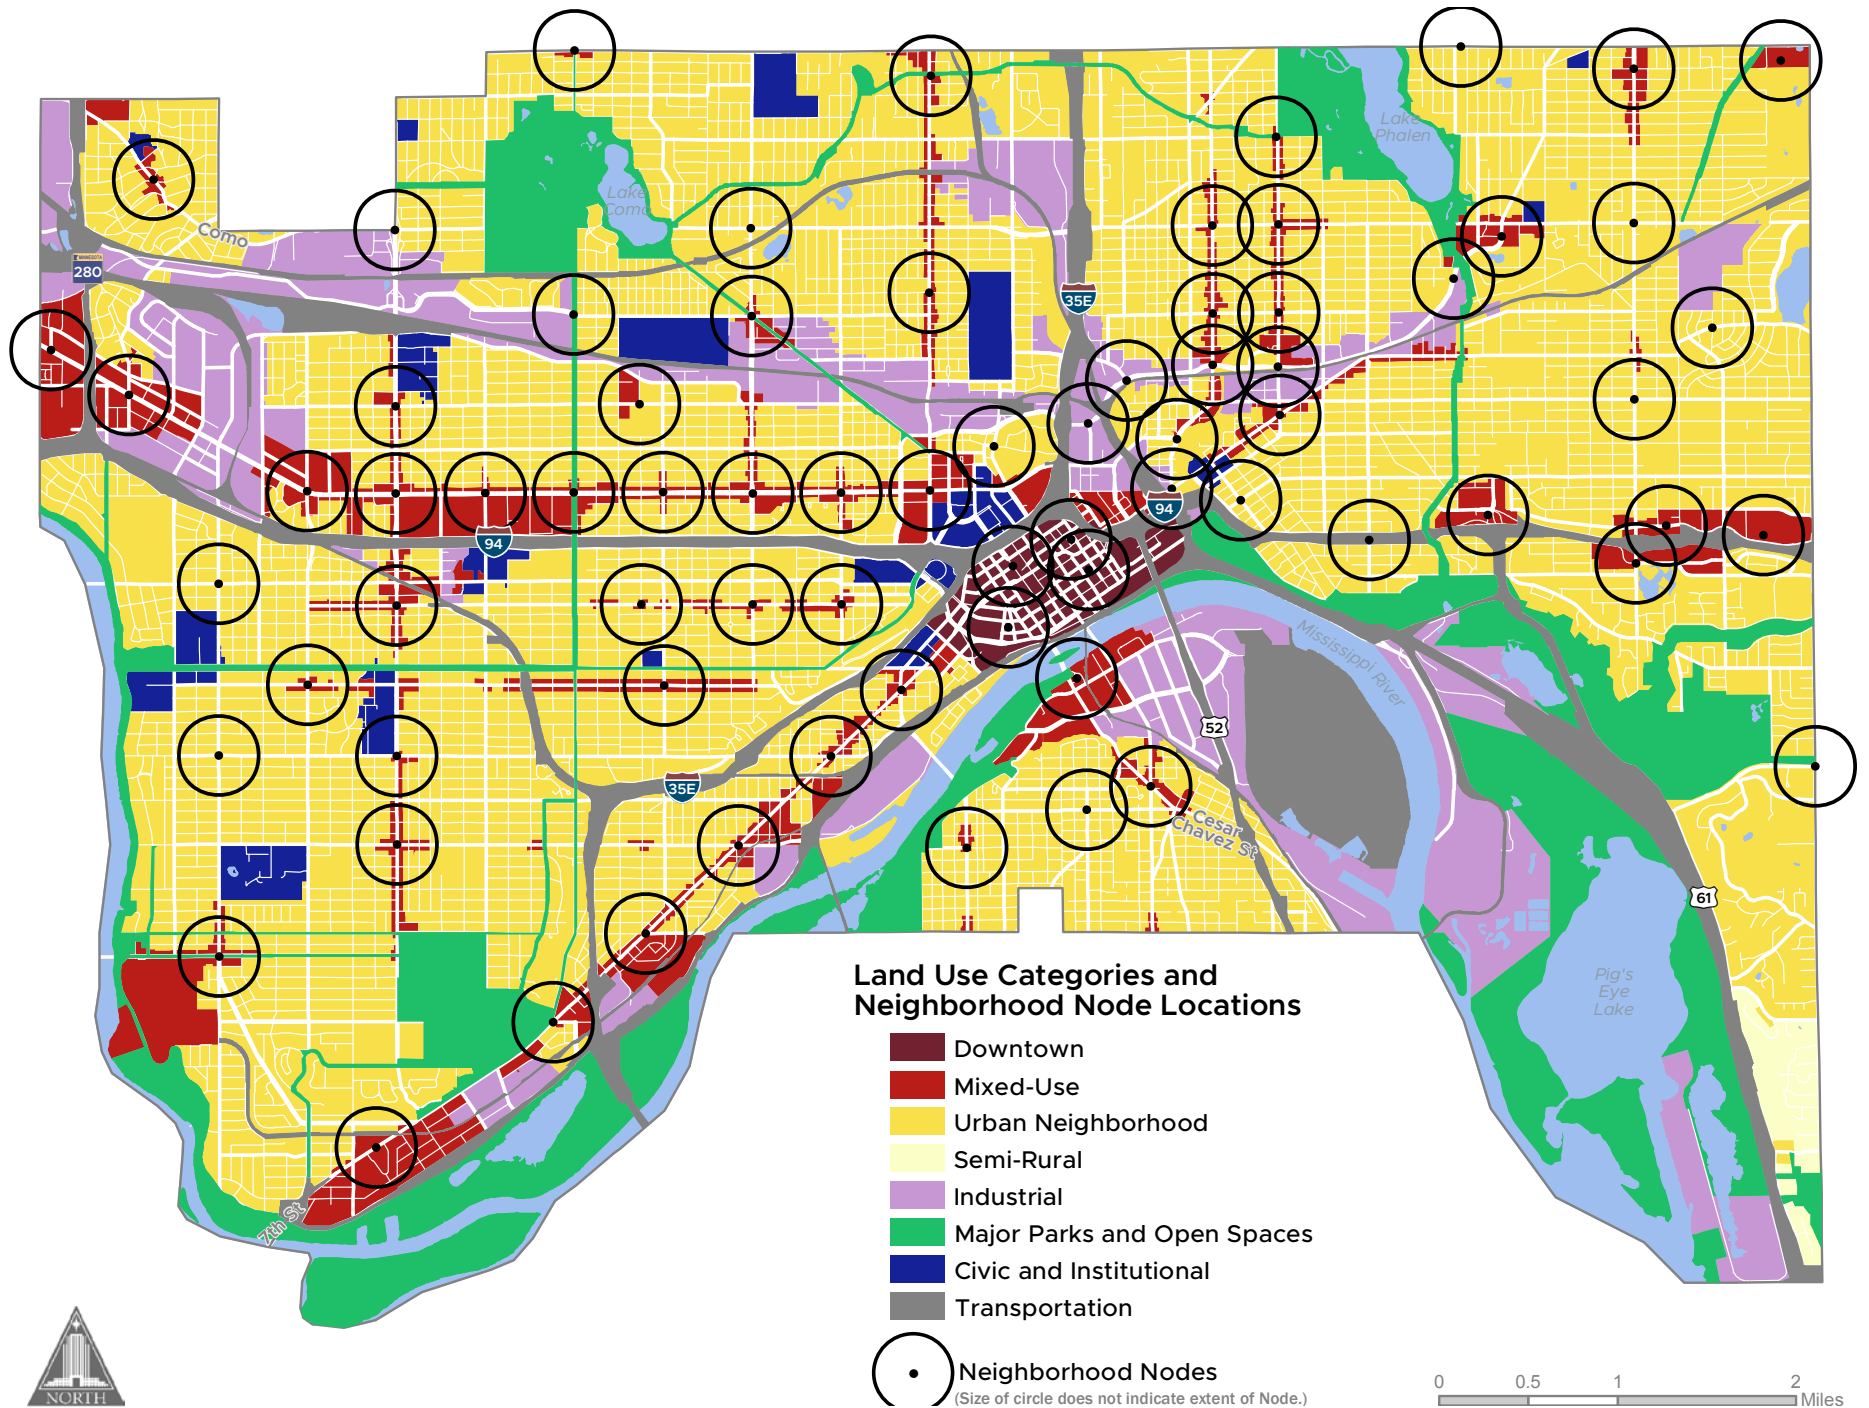 Lake
Phalen
Lake
Como
Como
MINNESOTA
280
35E
94
94
Mississippi River
52
35E
Cesar
Chavez St
61
Pig's
Eye
Lake
7th St
Land Use Categories and
Neighborhood Node Locations
Downtown
Mixed-Use
Urban Neighborhood
Semi-Rural
Industrial
Major Parks and Open Spaces
Civic and Institutional
Transportation
Neighborhood Nodes
(Size of circle does not indicate extent of Node.)
NORTH
0 0.5 1 2
Miles